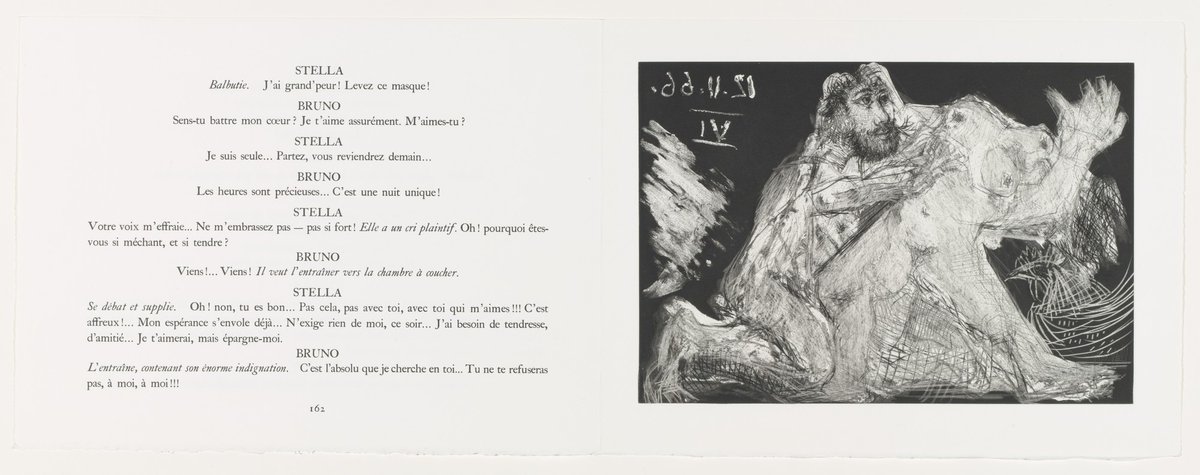 STELLA
Balbutie. J'ai grand'peur! Levez ce masque!
BRUNO
Sens-tu battre mon cœur? Je t'aime assurément. M'aimes-tu?
STELLA
Je suis seule... Partez, vous reviendrez demain...
BRUNO
Les heures sont précieuses... C'est une nuit unique!
STELLA
Votre voix m'effraie... Ne m'embrassez pas — pas si fort! Elle a un cri plaintif. Oh! pourquoi êtes-
vous si méchant, et si tendre?
BRUNO
Viens!... Viens! Il veut l'entraîner vers la chambre à coucher.
STELLA
Se débat et supplie. Oh! non, tu es bon... Pas cela, pas avec toi, avec toi qui m'aimes!!! C'est
affreux!... Mon espérance s'envole déjà... N'exige rien de moi, ce soir... J'ai besoin de tendresse,
d'amitié... Je t'aimerai, mais épargne-moi.
BRUNO
L'entraîne, contenant son énorme indignation. C'est l'absolu que je cherche en toi... Tu ne te refuseras
pas, à moi, à moi!!!
162
12.11.66.
IV